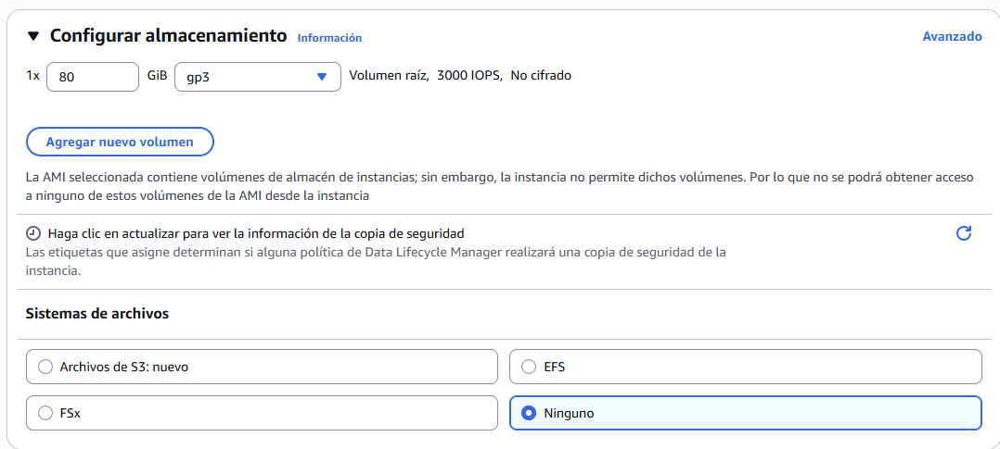 Configurar almacenamiento Información Avanzado
1x 80 GiB gp3 Volumen raíz, 3000 IOPS, No cifrado
Agregar nuevo volumen
La AMI seleccionada contiene volúmenes de almacén de instancias; sin embargo, la instancia no permite dichos volúmenes. Por lo que no se podrá obtener acceso
a ninguno de estos volúmenes de la AMI desde la instancia
Haga clic en actualizar para ver la información de la copia de seguridad
Las etiquetas que asigne determinan si alguna política de Data Lifecycle Manager realizará una copia de seguridad de la
instancia.
Sistemas de archivos
Archivos de S3: nuevo EFS
FSx Ninguno